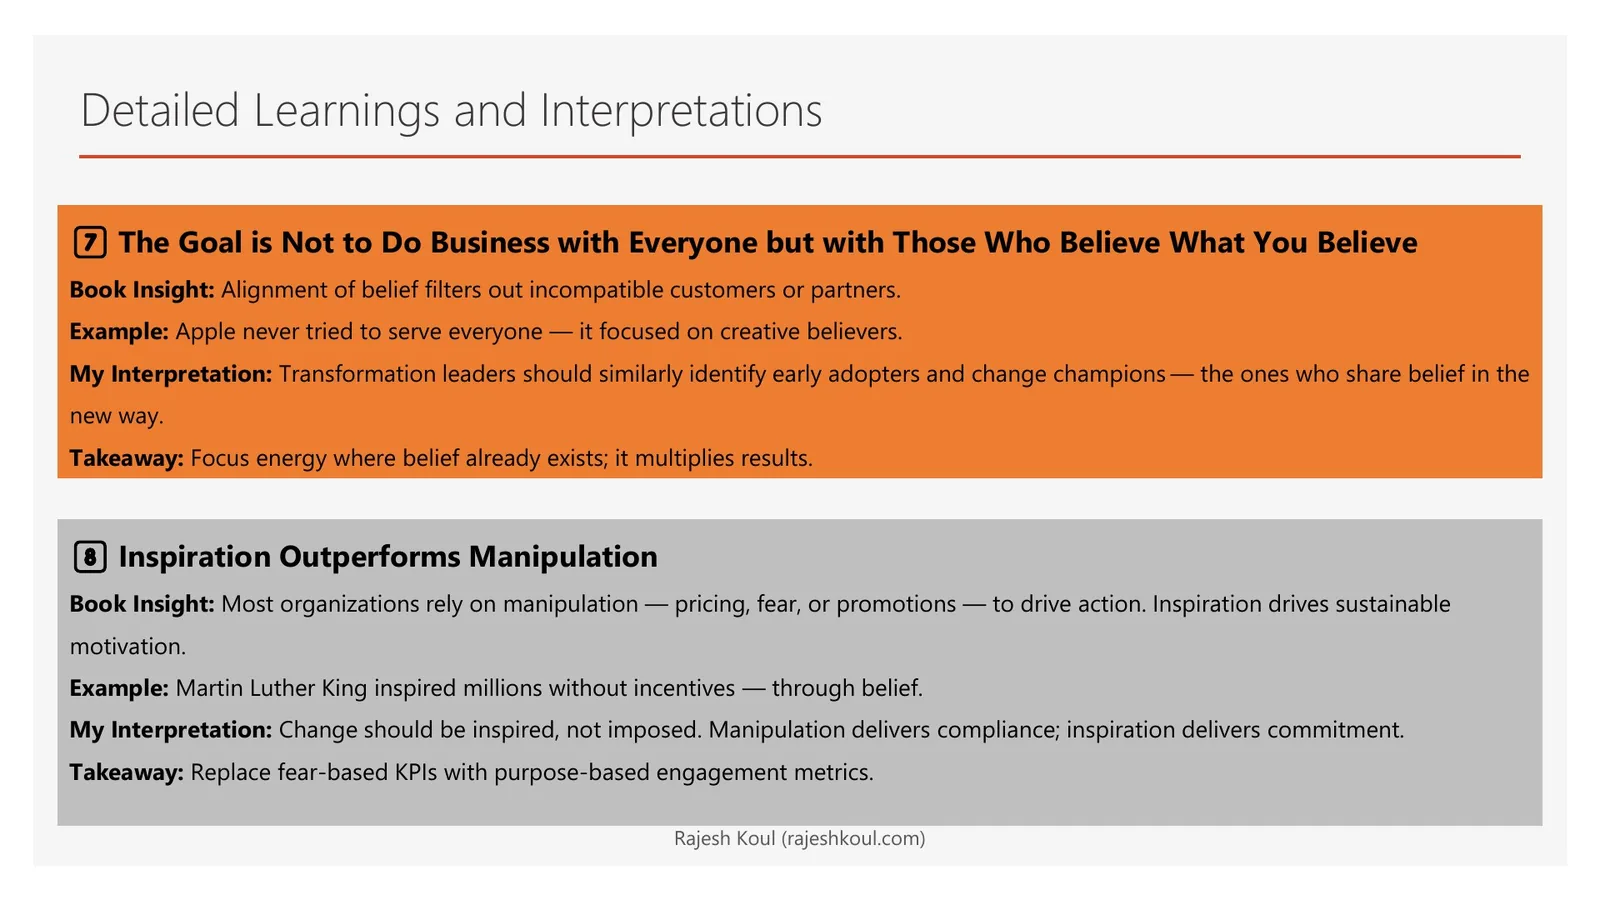 Detailed Learnings and Interpretations
7 The Goal is Not to Do Business with Everyone but with Those Who Believe What You Believe
Book Insight: Alignment of belief filters out incompatible customers or partners.
Example: Apple never tried to serve everyone — it focused on creative believers.
My Interpretation: Transformation leaders should similarly identify early adopters and change champions — the ones who share belief in the
new way.
Takeaway: Focus energy where belief already exists; it multiplies results.
8 Inspiration Outperforms Manipulation
Book Insight: Most organizations rely on manipulation — pricing, fear, or promotions — to drive action. Inspiration drives sustainable
motivation.
Example: Martin Luther King inspired millions without incentives — through belief.
My Interpretation: Change should be inspired, not imposed. Manipulation delivers compliance; inspiration delivers commitment.
Takeaway: Replace fear-based KPIs with purpose-based engagement metrics.
Rajesh Koul (rajeshkoul.com)